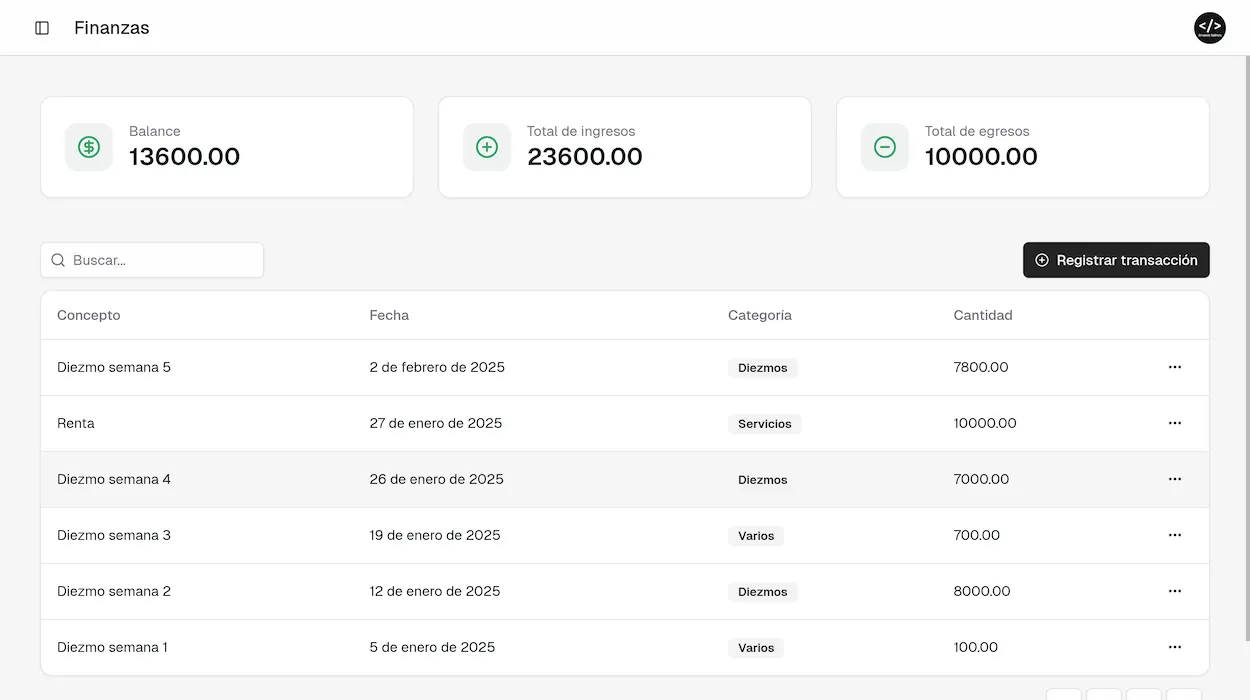 Finanzas
</>
Balance
13600.00
Total de ingresos
23600.00
Total de egresos
10000.00
Buscar...
Registrar transacción
Concepto Fecha Categoría Cantidad
Diezmo semana 5 2 de febrero de 2025 Diezmos 7800.00 ...
Renta 27 de enero de 2025 Servicios 10000.00 ...
Diezmo semana 4 26 de enero de 2025 Diezmos 7000.00 ...
Diezmo semana 3 19 de enero de 2025 Varios 700.00 ...
Diezmo semana 2 12 de enero de 2025 Diezmos 8000.00 ...
Diezmo semana 1 5 de enero de 2025 Varios 100.00 ...